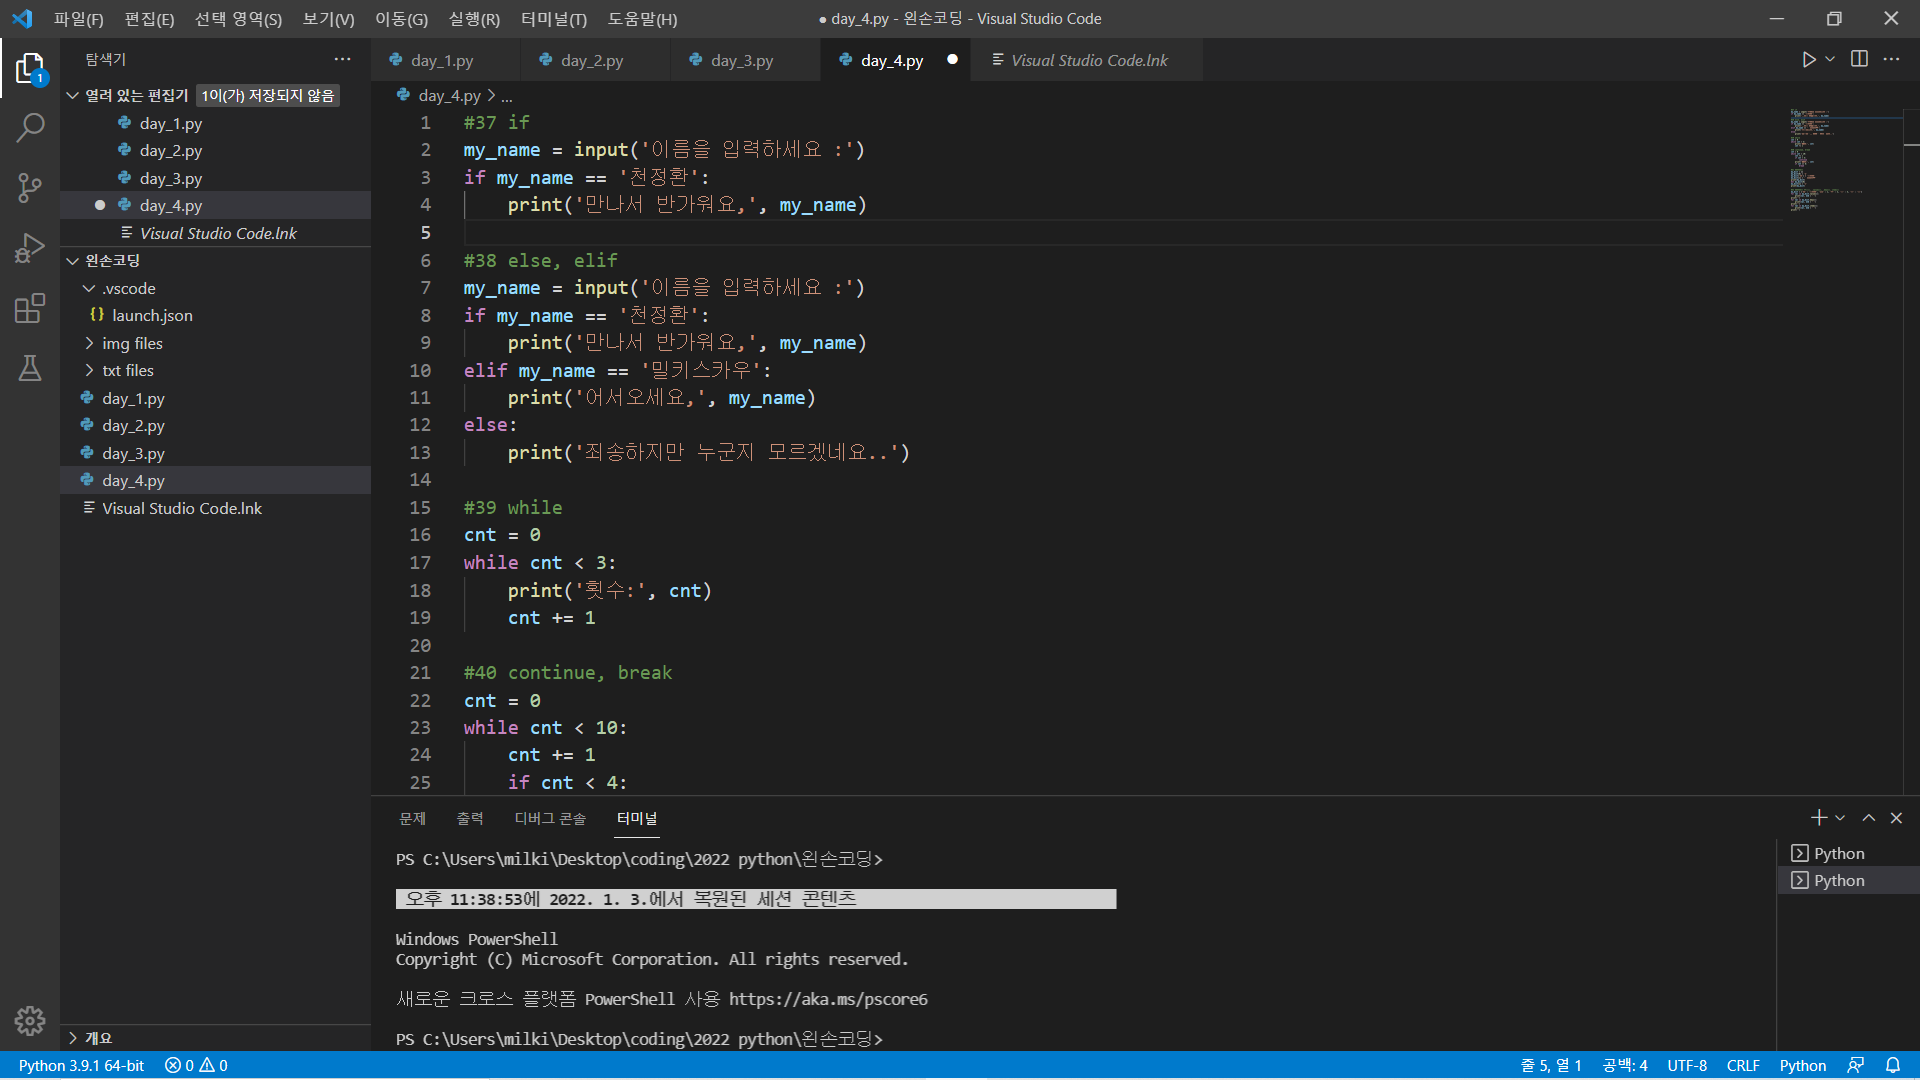 파일(F) 편집(E) 선택 영역(S) 보기(V) 이동(G) 실행(R) 터미널(T) 도움말(H)
● day_4.py - 왼손코딩 - Visual Studio Code
탐색기
day_1.py
day_2.py
day_3.py
day_4.py
Visual Studio Code.lnk
열려 있는 편집기 1이(가) 저장되지 않음
day_1.py
day_2.py
day_3.py
day_4.py
Visual Studio Code.lnk
왼손코딩
.vscode
{} launch.json
img files
txt files
day_1.py
day_2.py
day_3.py
day_4.py
Visual Studio Code.lnk
개요
1
day_4.py > ...
1 #37 if
2 my_name = input('이름을 입력하세요 :')
3 if my_name == '천정환':
4 print('만나서 반가워요,', my_name)
5
6 #38 else, elif
7 my_name = input('이름을 입력하세요 :')
8 if my_name == '천정환':
9 print('만나서 반가워요,', my_name)
10 elif my_name == '밀키스카우':
11 print('어서오세요,', my_name)
12 else:
13 print('죄송하지만 누군지 모르겠네요..')
14
15 #39 while
16 cnt = 0
17 while cnt < 3:
18 print('횟수:', cnt)
19 cnt += 1
20
21 #40 continue, break
22 cnt = 0
23 while cnt < 10:
24 cnt += 1
25 if cnt < 4:
문제 출력 디버그 콘솔 터미널
PS C:\Users\milki\Desktop\coding\2022 python\왼손코딩>
오후 11:38:53에 2022. 1. 3.에서 복원된 세션 콘텐츠
Windows PowerShell
Copyright (C) Microsoft Corporation. All rights reserved.
새로운 크로스 플랫폼 PowerShell 사용 https://aka.ms/pscore6
PS C:\Users\milki\Desktop\coding\2022 python\왼손코딩>
Python
Python
Python 3.9.1 64-bit 0 0
줄 5, 열 1 공백: 4 UTF-8 CRLF Python